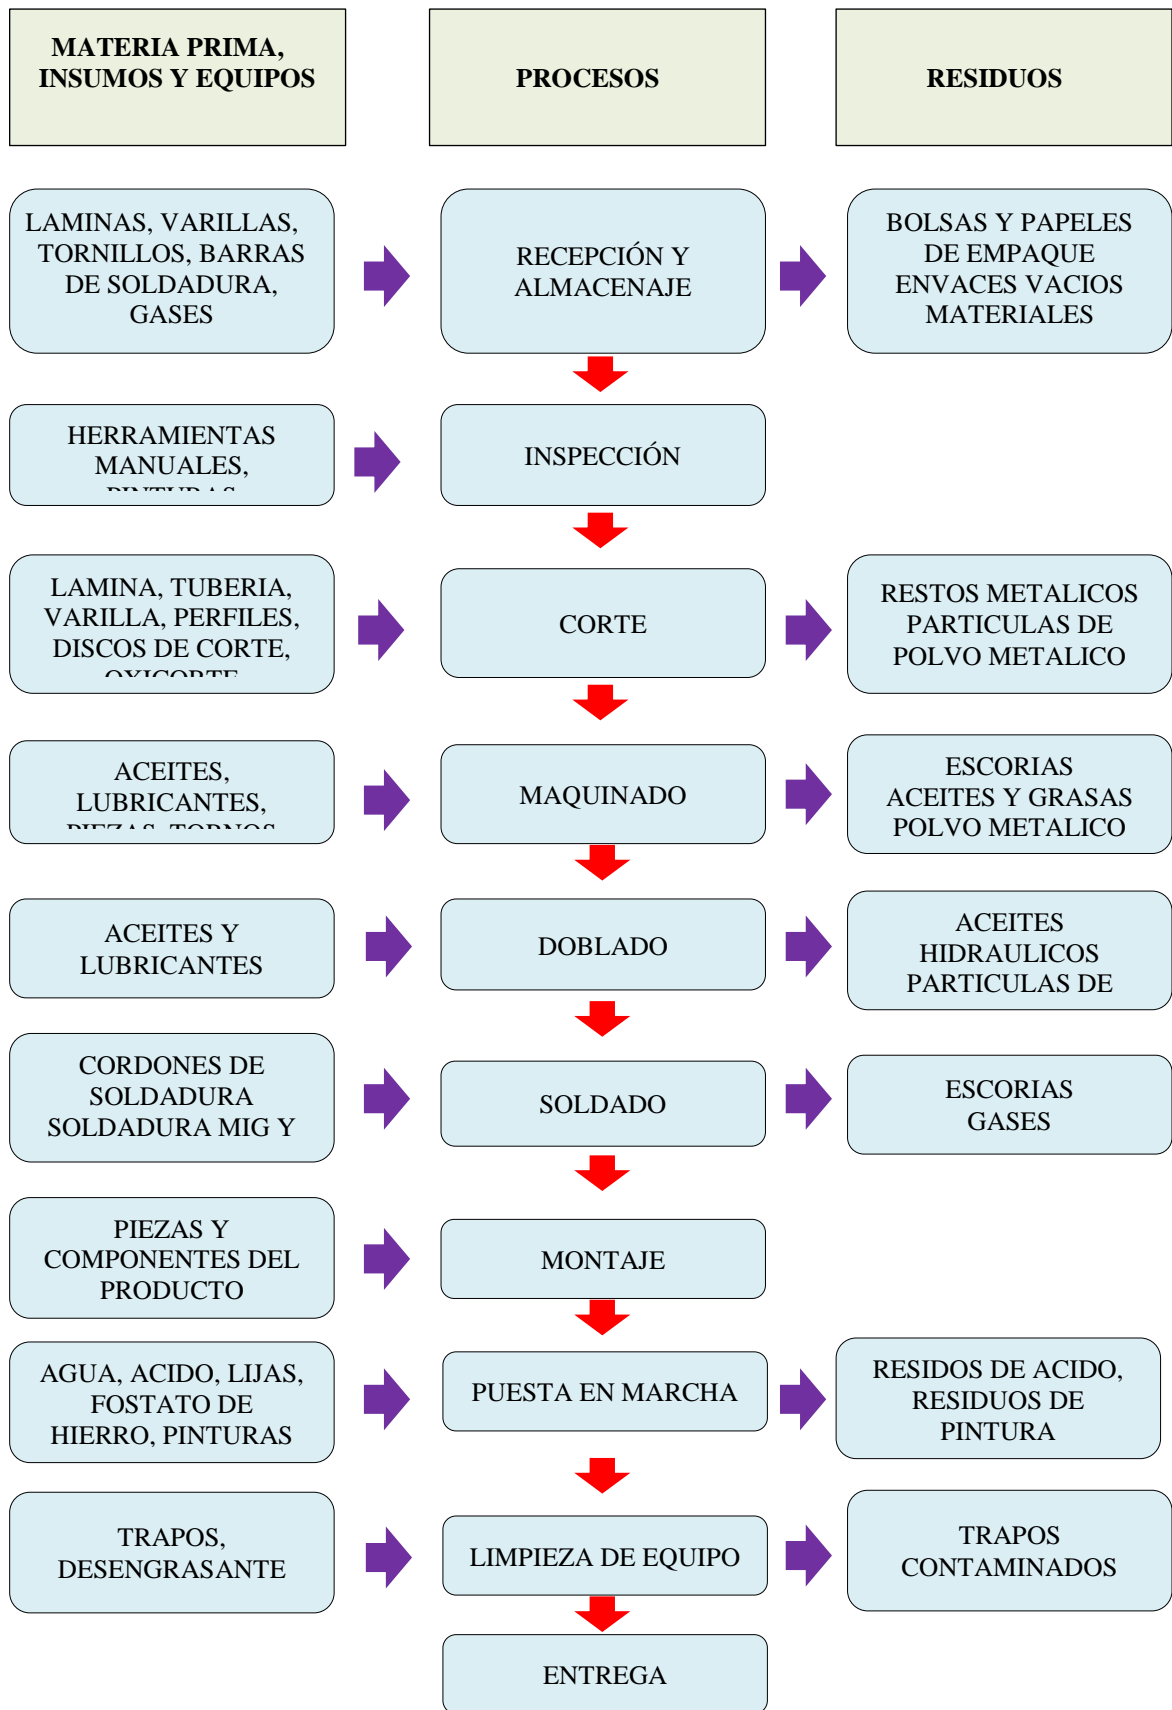 MATERIA PRIMA,
INSUMOS Y EQUIPOS
PROCESOS
RESIDUOS
LAMINAS, VARILLAS,
TORNILLOS, BARRAS
DE SOLDADURA,
GASES
RECEPCIÓN Y
ALMACENAJE
BOLSAS Y PAPELES
DE EMPAQUE
ENVACES VACIOS
MATERIALES
HERRAMIENTAS
MANUALES,
PINTURAS
INSPECCIÓN
LAMINA, TUBERIA,
VARILLA, PERFILES,
DISCOS DE CORTE,
OXICORTE
CORTE
RESTOS METALICOS
PARTICULAS DE
POLVO METALICO
ACEITES,
LUBRICANTES,
PIEZAS, TORNOS
MAQUINADO
ESCORIAS
ACEITES Y GRASAS
POLVO METALICO
ACEITES Y
LUBRICANTES
DOBLADO
ACEITES
HIDRAULICOS
PARTICULAS DE
CORDONES DE
SOLDADURA
SOLDADURA MIG Y
SOLDADO
ESCORIAS
GASES
PIEZAS Y
COMPONENTES DEL
PRODUCTO
MONTAJE
AGUA, ACIDO, LIJAS,
FOSTATO DE
HIERRO, PINTURAS
PUESTA EN MARCHA
RESIDOS DE ACIDO,
RESIDUOS DE
PINTURA
TRAPOS,
DESENGRASANTE
LIMPIEZA DE EQUIPO
TRAPOS
CONTAMINADOS
ENTREGA